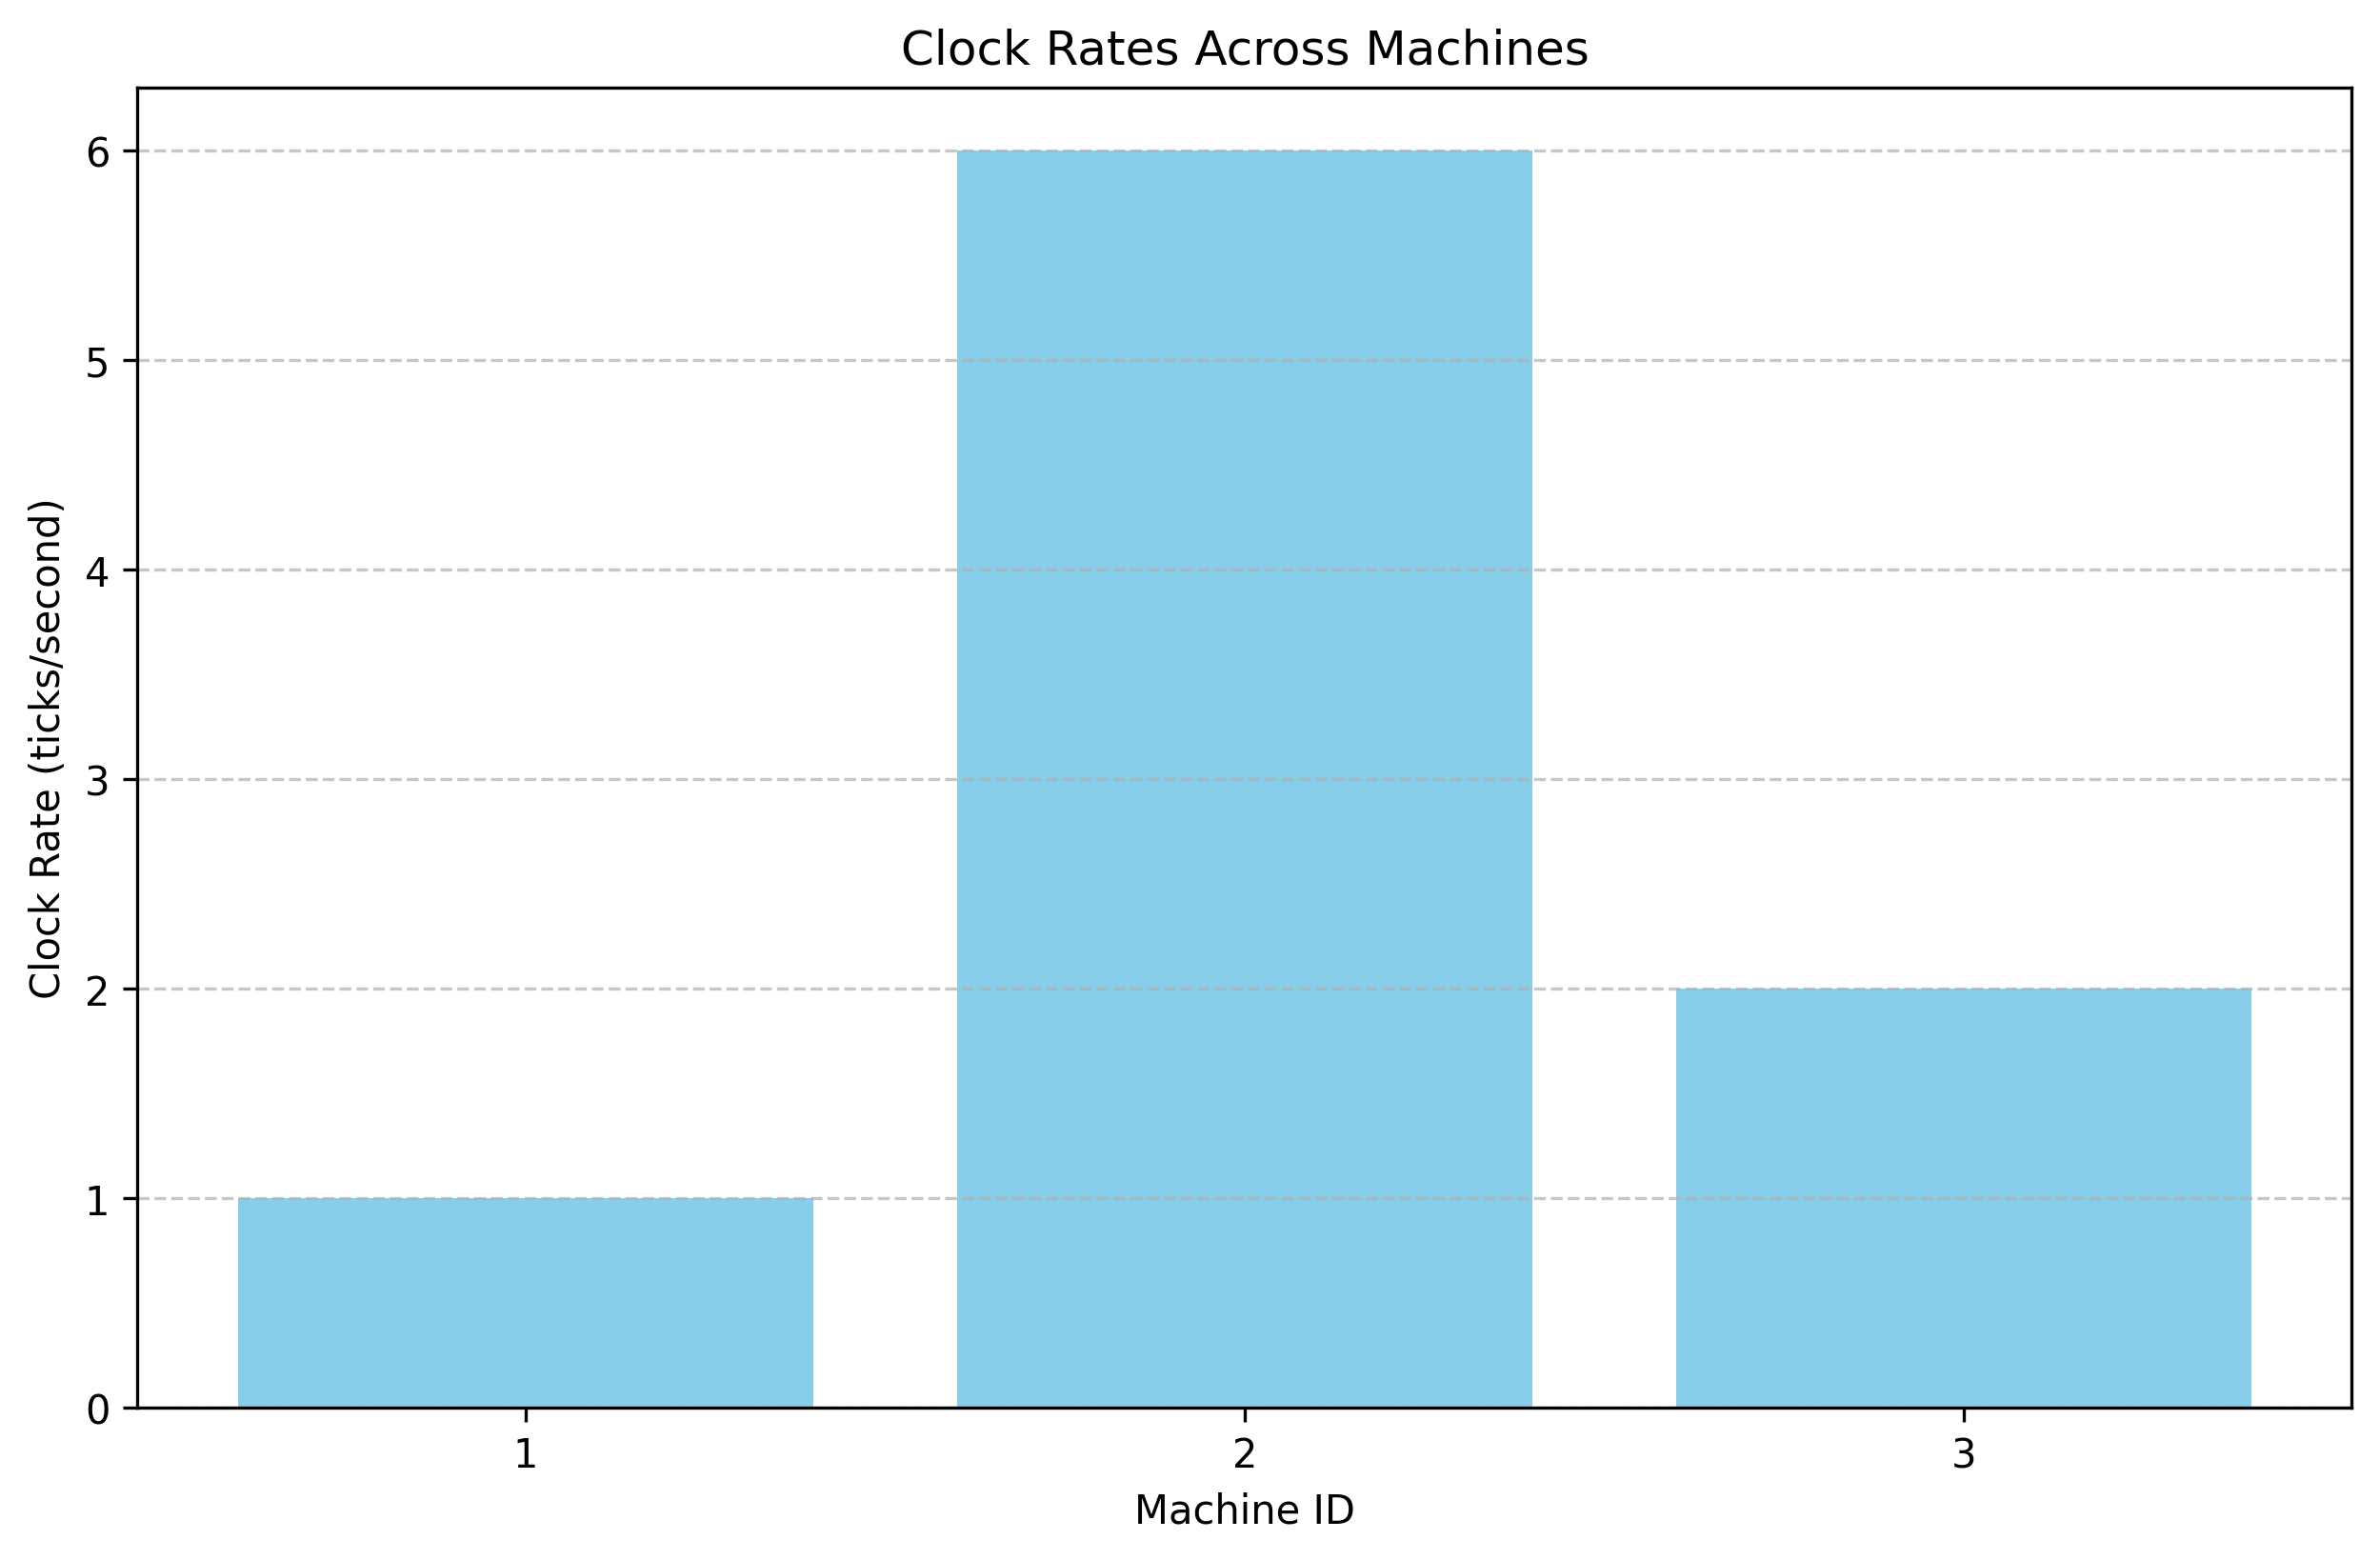 Clock Rates Across Machines
Clock Rate (ticks/second)
6
5
4
3
2
1
0
1 2 3
Machine ID